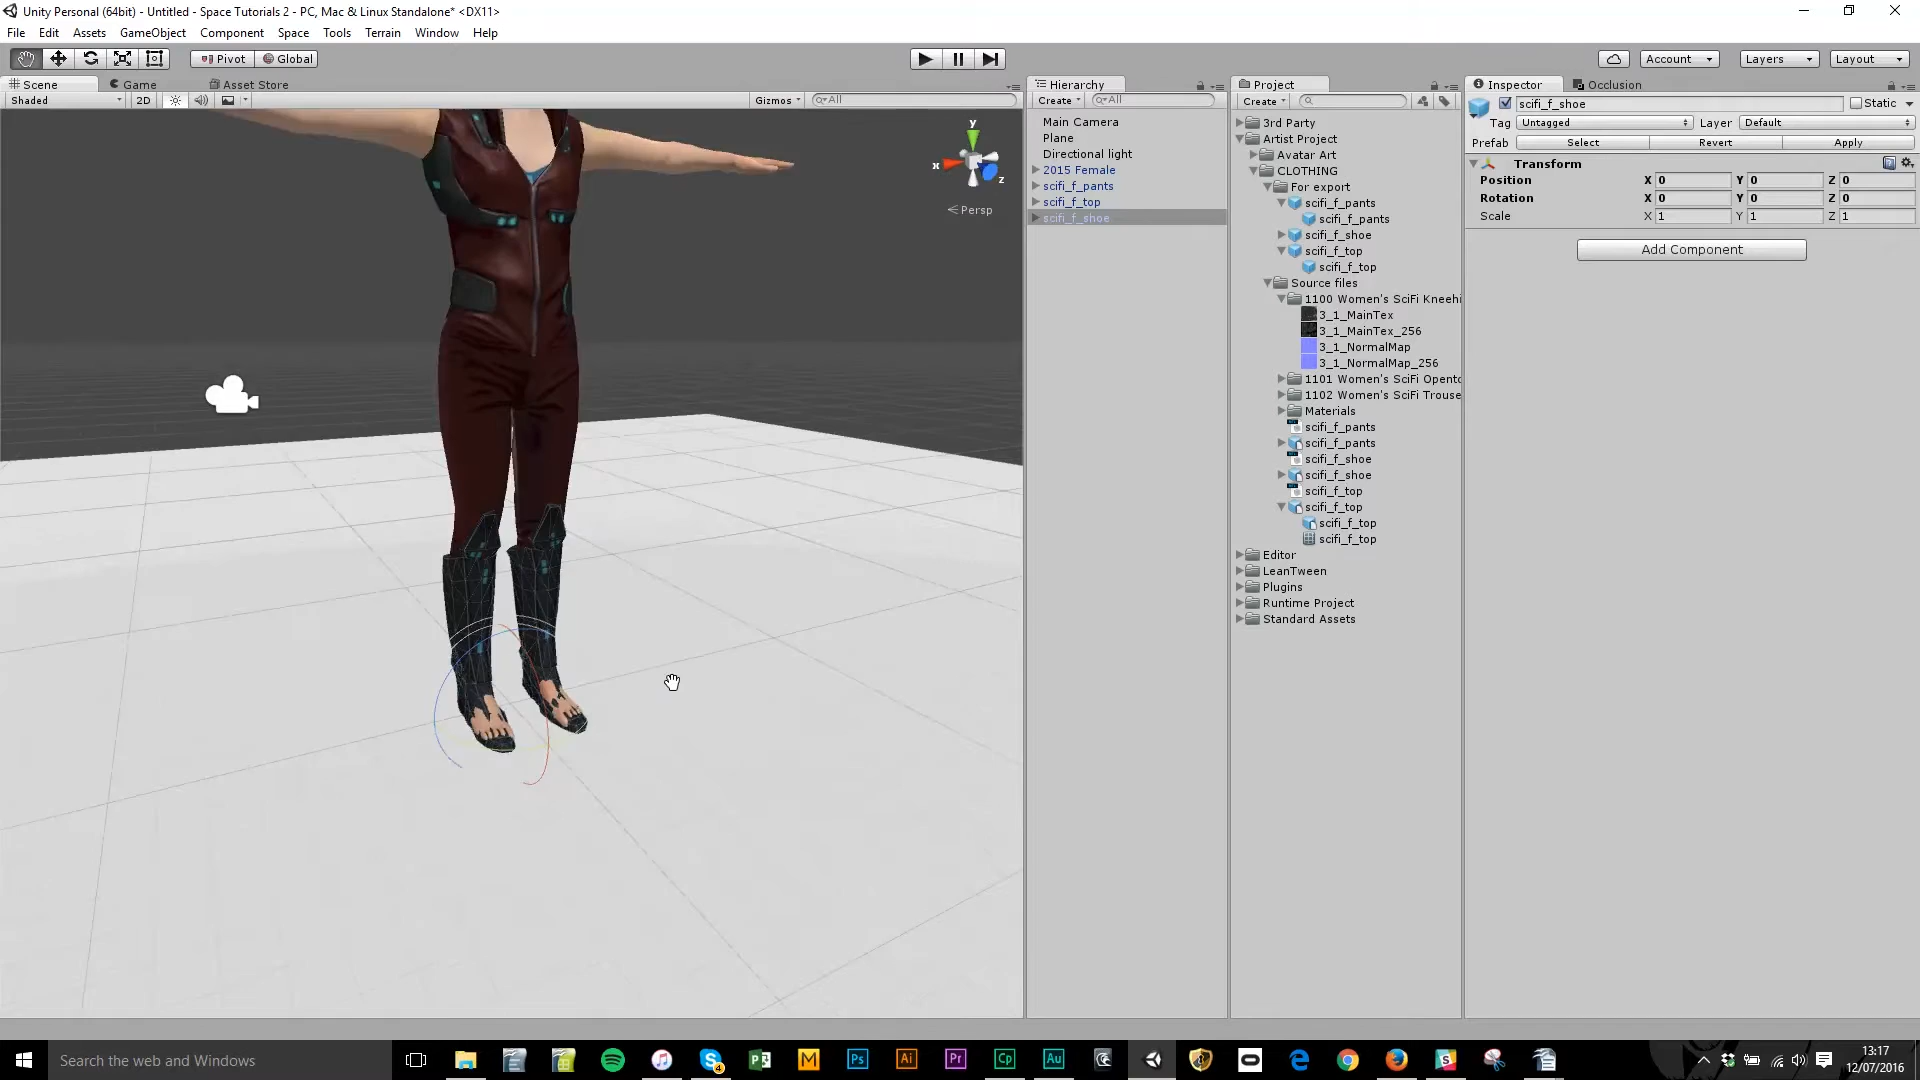 Unity Personal (64bit) - Untitled - Space Tutorials 2 - PC, Mac & Linux Standalone* <DX11>
File Edit Assets GameObject Component Space Tools Terrain Window Help
Pivot Global Account Layers Layout
Scene Game Asset Store
Shaded 2D Gizmos All
y
x
z
Persp
Hierarchy
Create All
Main Camera
Plane
Directional light
2015 Female
scifi_f_pants
scifi_f_top
scifi_f_shoe
Project
Create
3rd Party
Artist Project
Avatar Art
CLOTHING
For export
scifi_f_pants
scifi_f_pants
scifi_f_shoe
scifi_f_top
scifi_f_top
Source files
1100 Women's SciFi Kneehi
3_1_MainTex
3_1_MainTex_256
3_1_NormalMap
3_1_NormalMap_256
1101 Women's SciFi Opento
1102 Women's SciFi Trouse
Materials
scifi_f_pants
scifi_f_pants
scifi_f_shoe
scifi_f_shoe
scifi_f_top
scifi_f_top
scifi_f_top
scifi_f_top
Editor
LeanTween
Plugins
Runtime Project
Standard Assets
Inspector Occlusion
scifi_f_shoe Static
Tag Untagged Layer Default
Prefab Select Revert Apply
Transform
Position X 0 Y 0 Z 0
Rotation X 0 Y 0 Z 0
Scale X 1 Y 1 Z 1
Add Component
Search the web and Windows
4
Ps Ai Pr Cp Au
13:17
12/07/2016